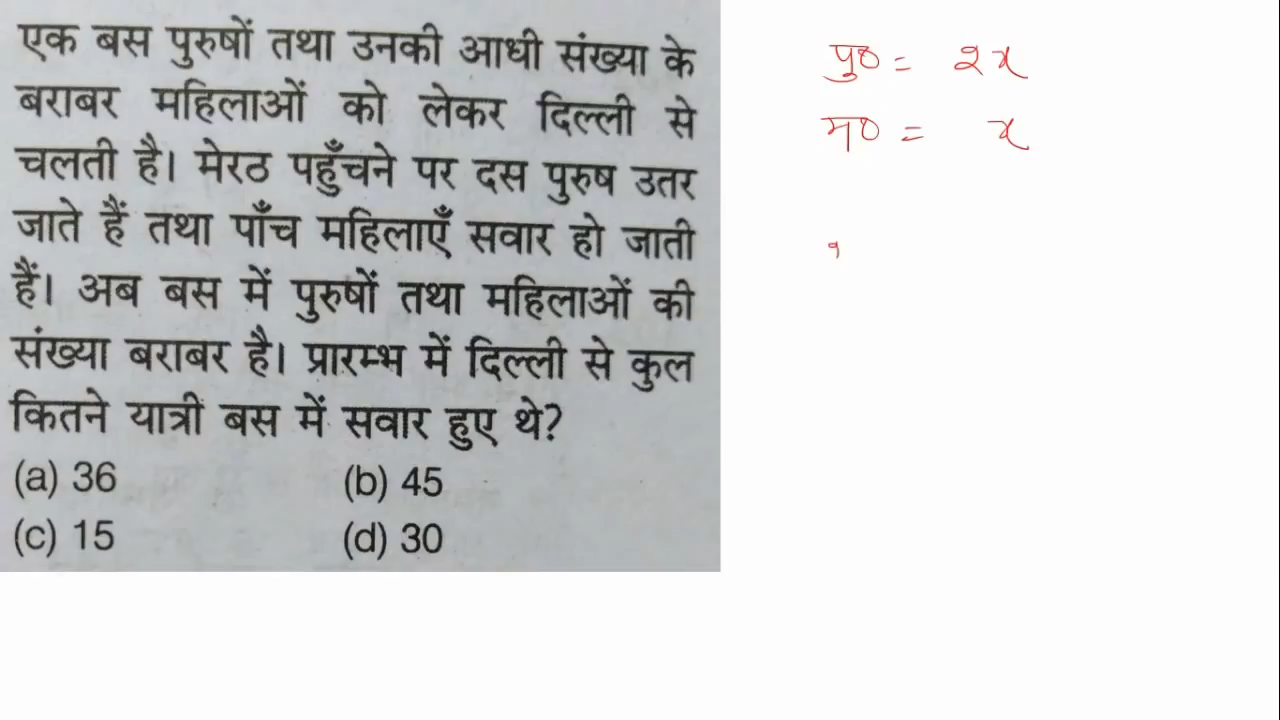 एक बस पुरुषों तथा उनकी आधी संख्या के
बराबर महिलाओं को लेकर दिल्ली से
चलती है। मेरठ पहुँचने पर दस पुरुष उतर
जाते हैं तथा पाँच महिलाएँ सवार हो जाती
हैं। अब बस में पुरुषों तथा महिलाओं की
संख्या बराबर है। प्रारम्भ में दिल्ली से कुल
कितने यात्री बस में सवार हुए थे?
(a) 36 (b) 45
(c) 15 (d) 30
पु० = 2x
म० = x